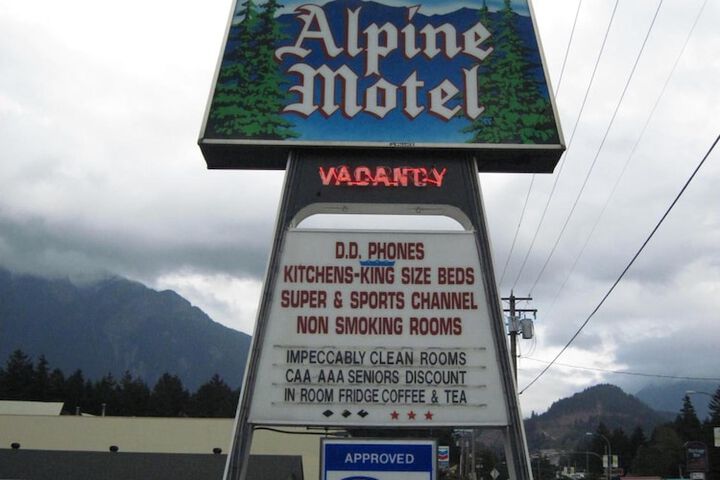 Alpine
Motel
VACANCY
D.D. PHONES
KITCHENS-KING SIZE BEDS
SUPER & SPORTS CHANNEL
NON SMOKING ROOMS
IMPECCABLY CLEAN ROOMS
CAA AAA SENIORS DISCOUNT
IN ROOM FRIDGE COFFEE & TEA
APPROVED